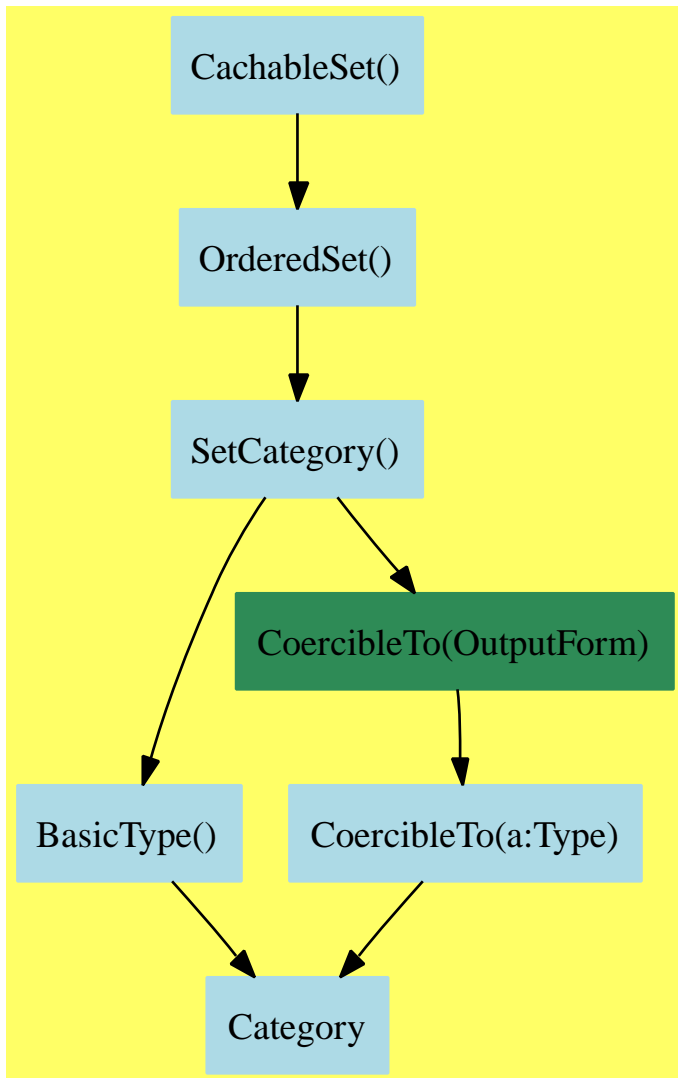 CachableSet()
OrderedSet()
SetCategory()
CoercibleTo(OutputForm)
BasicType()
CoercibleTo(a:Type)
Category